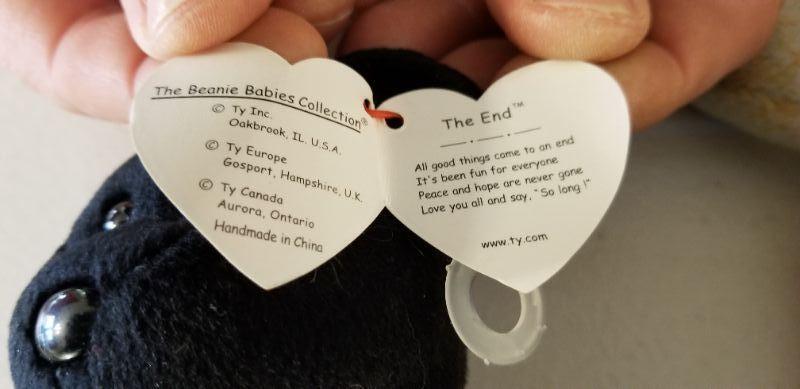 The Beanie Babies Collection®
© Ty Inc.
Oakbrook, IL. U.S.A.
© Ty Europe
Gosport, Hampshire, U.K.
© Ty Canada
Aurora, Ontario
Handmade in China
The End™
All good things come to an end
It's been fun for everyone
Peace and hope are never gone
Love you all and say, "So long!"
www.ty.com